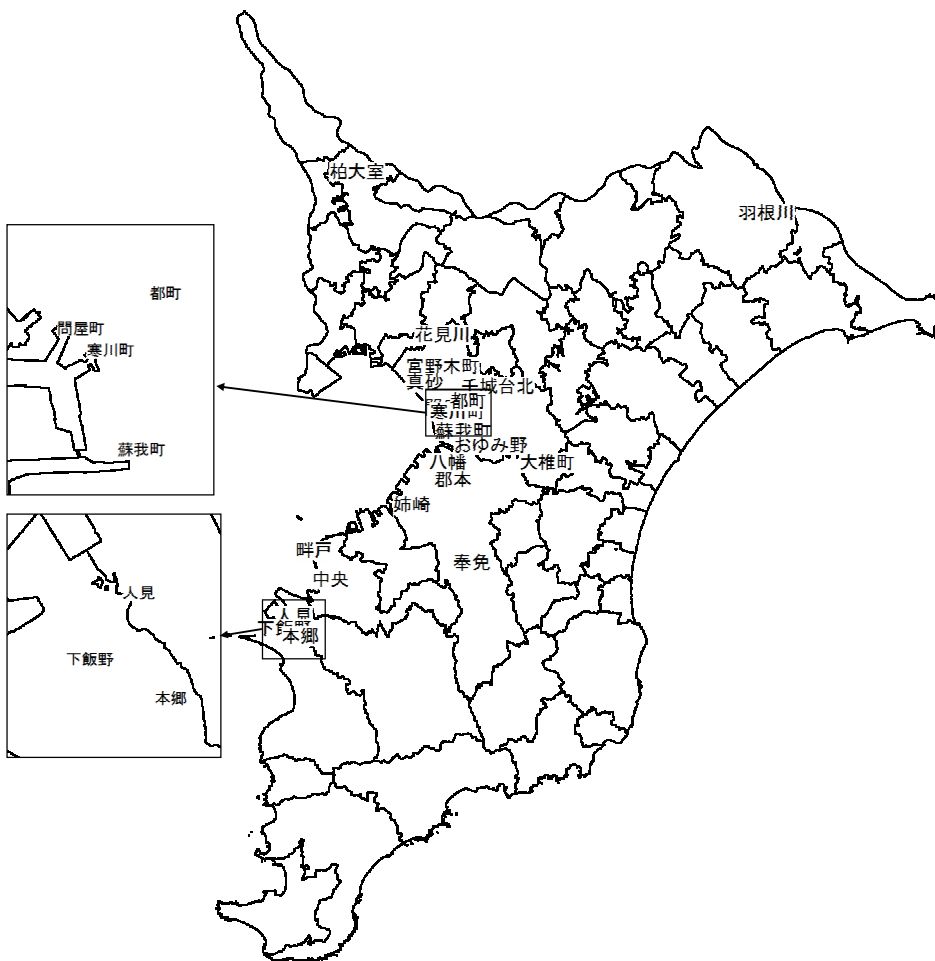 柏大室
羽根川
花見川
宮野木町
真砂
千城台北
都町
寒川町
蘇我町
おゆみ野
八幡
大椎町
郡本
姉崎
畔戸
奉免
中央
人見
下飯野
本郷
都町
問屋町
寒川町
蘇我町
人見
下飯野
本郷